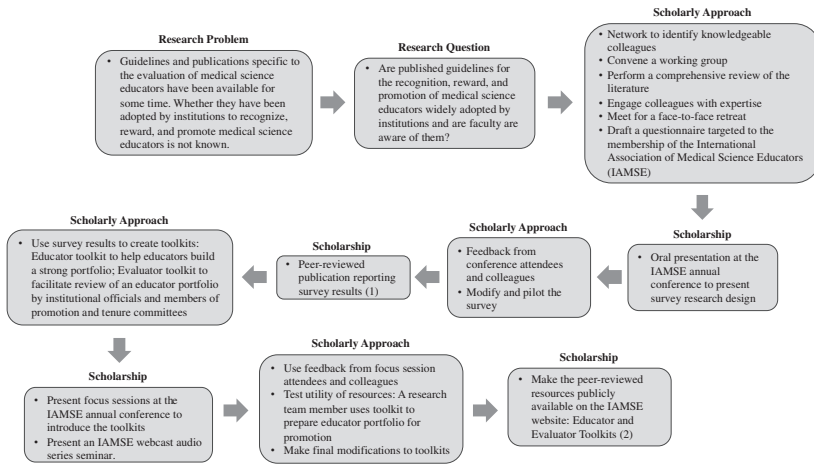 Research Problem
• Guidelines and publications specific to
the evaluation of medical science
educators have been available for
some time. Whether they have been
adopted by institutions to recognize,
reward, and promote medical science
educators is not known.
Research Question
• Are published guidelines for
the recognition, reward, and
promotion of medical science
educators widely adopted by
institutions and are faculty are
aware of them?
Scholarly Approach
• Network to identify knowledgeable
colleagues
• Convene a working group
• Perform a comprehensive review of the
literature
• Engage colleagues with expertise
• Meet for a face-to-face retreat
• Draft a questionnaire targeted to the
membership of the International
Association of Medical Science Educators
(IAMSE)
Scholarship
• Oral presentation at the
IAMSE annual
conference to present
survey research design
Scholarly Approach
• Feedback from
conference attendees
and colleagues
• Modify and pilot the
survey
Scholarship
• Peer-reviewed
publication reporting
survey results (1)
Scholarly Approach
• Use survey results to create toolkits:
Educator toolkit to help educators build
a strong portfolio; Evaluator toolkit to
facilitate review of an educator portfolio
by institutional officials and members of
promotion and tenure committees
Scholarship
• Present focus sessions at the
IAMSE annual conference to
introduce the toolkits
• Present an IAMSE webcast audio
series seminar.
Scholarly Approach
• Use feedback from focus session
attendees and colleagues
• Test utility of resources: A research
team member uses toolkit to
prepare educator portfolio for
promotion
• Make final modifications to toolkits
Scholarship
• Make the peer-reviewed
resources publicly
available on the IAMSE
website: Educator and
Evaluator Toolkits (2)